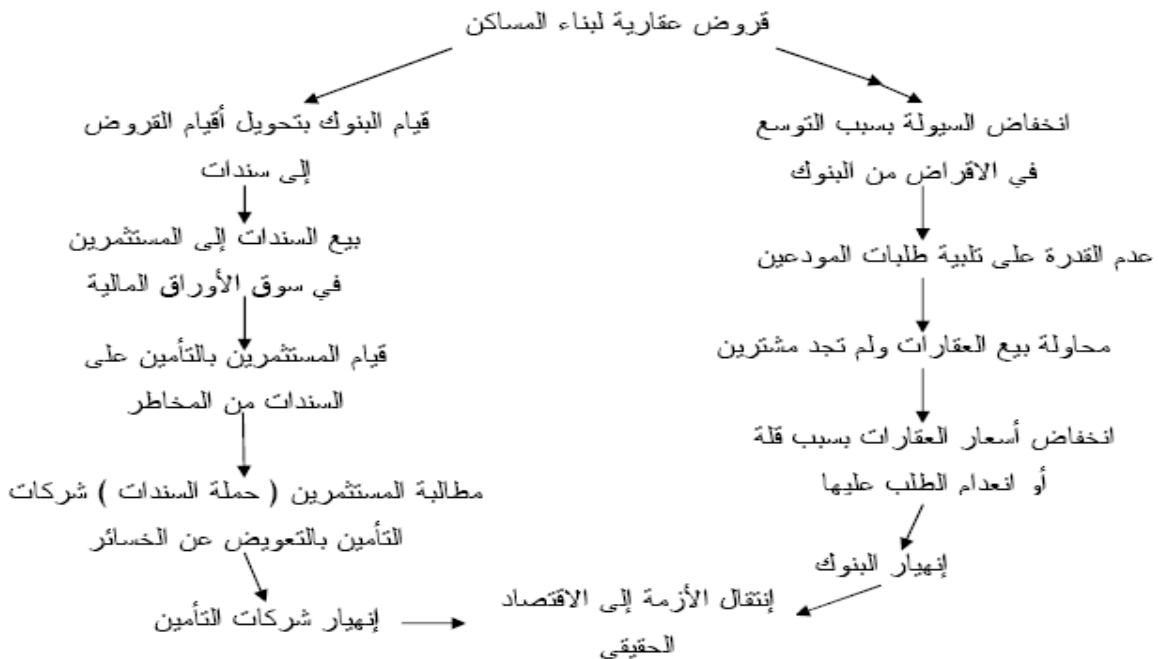 قروض عقارية لبناء المساكن
انخفاض السيولة بسبب التوسع
في الاقراض من البنوك
عدم القدرة على تلبية طلبات المودعين
محاولة بيع العقارات ولم تجد مشترين
انخفاض أسعار العقارات بسبب قلة
أو انعدام الطلب عليها
إنهيار البنوك
قيام البنوك بتحويل أقيام القروض
إلى سندات
بيع السندات إلى المستثمرين
في سوق الأوراق المالية
قيام المستثمرين بالتأمين على
السندات من المخاطر
مطالبة المستثمرين ( حملة السندات ) شركات
التأمين بالتعويض عن الخسائر
إنهيار شركات التأمين
إنتقال الأزمة إلى الاقتصاد
الحقيقي